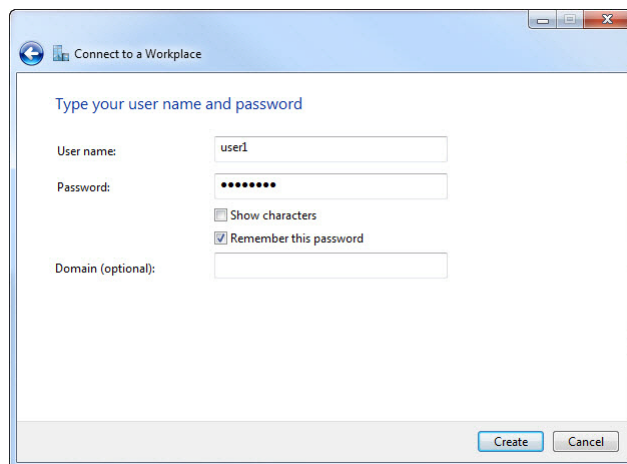 Connect to a Workplace
Type your user name and password
User name:
user1
Password:
••••••••
Show characters
Remember this password
Domain (optional):
Create
Cancel